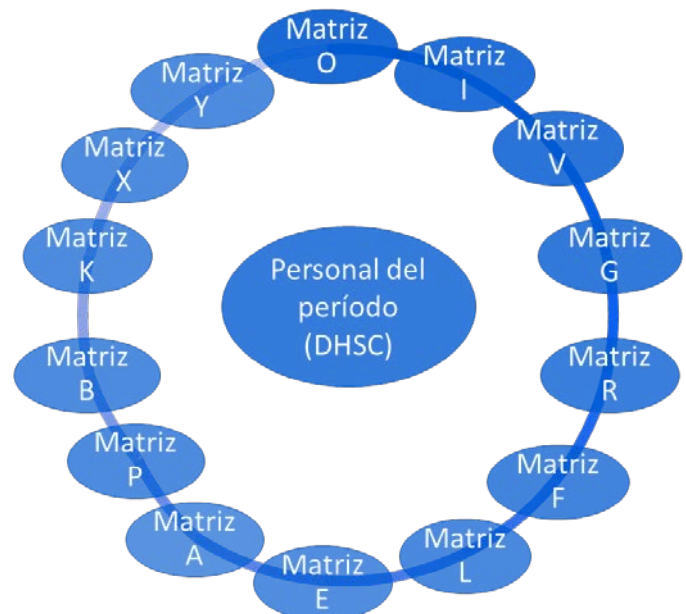 Matriz
O
Matriz
I
Matriz
V
Matriz
G
Matriz
R
Matriz
F
Matriz
L
Matriz
E
Matriz
A
Matriz
P
Matriz
B
Matriz
K
Matriz
X
Matriz
Y
Personal del
período
(DHSC)